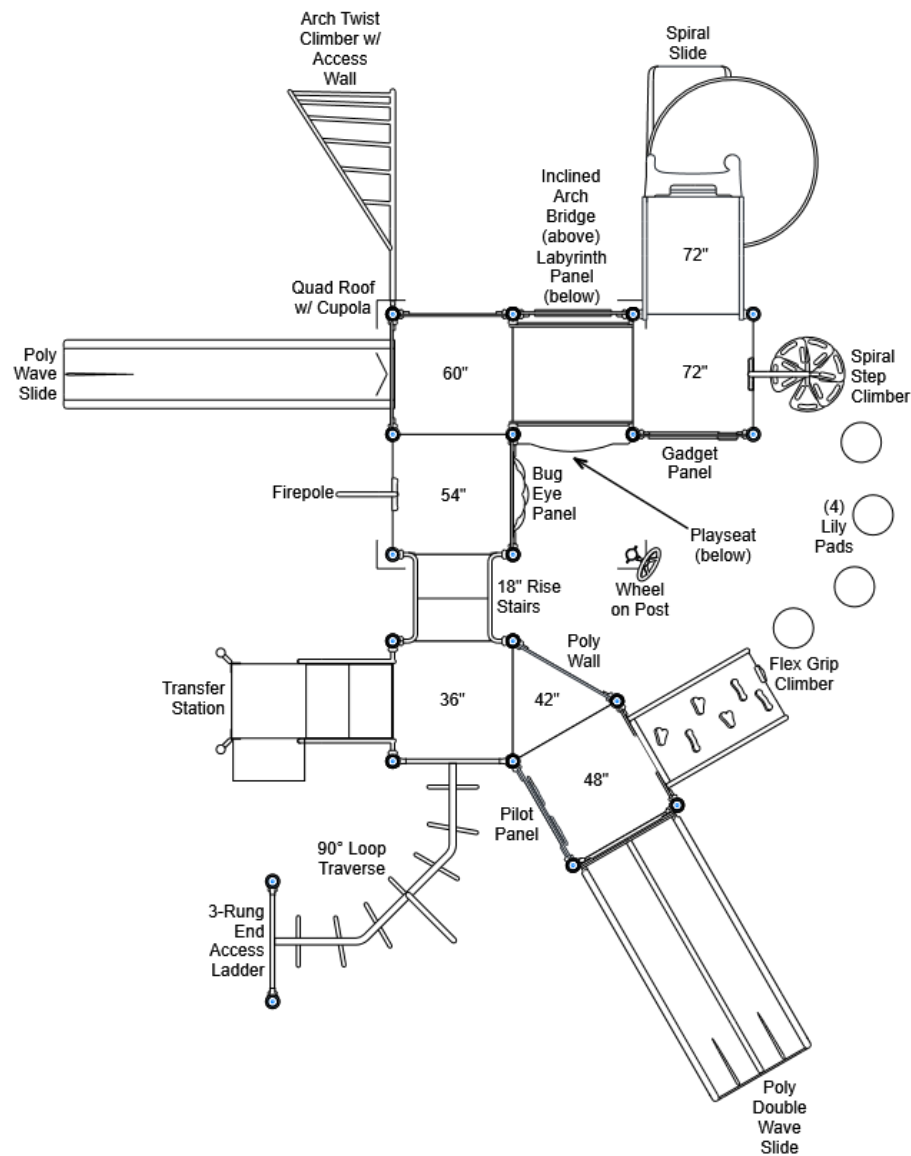 Arch Twist
Climber w/
Access
Wall
Spiral
Slide
Inclined
Arch
Bridge
(above)
Labyrinth
Panel
(below)
72"
Quad Roof
w/ Cupola
Poly
Wave
Slide
60"
72"
Spiral
Step
Climber
Gadget
Panel
Firepole
54"
Bug
Eye
Panel
Playseat
(below)
(4)
Lily
Pads
18" Rise
Stairs
Wheel
on Post
Poly
Wall
Flex Grip
Climber
Transfer
Station
36"
42"
48"
Pilot
Panel
90° Loop
Traverse
3-Rung
End
Access
Ladder
Poly
Double
Wave
Slide